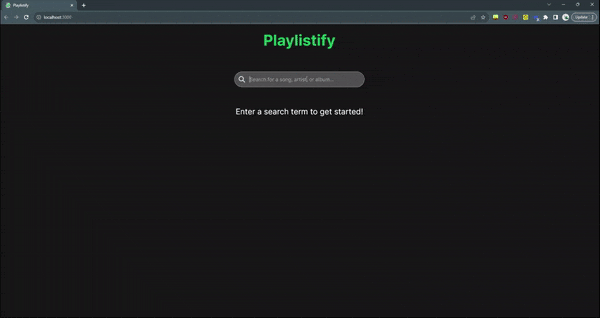 Playlistify
localhost:3000
Update
Playlistify
Search for a song, artist, or album...
Enter a search term to get started!